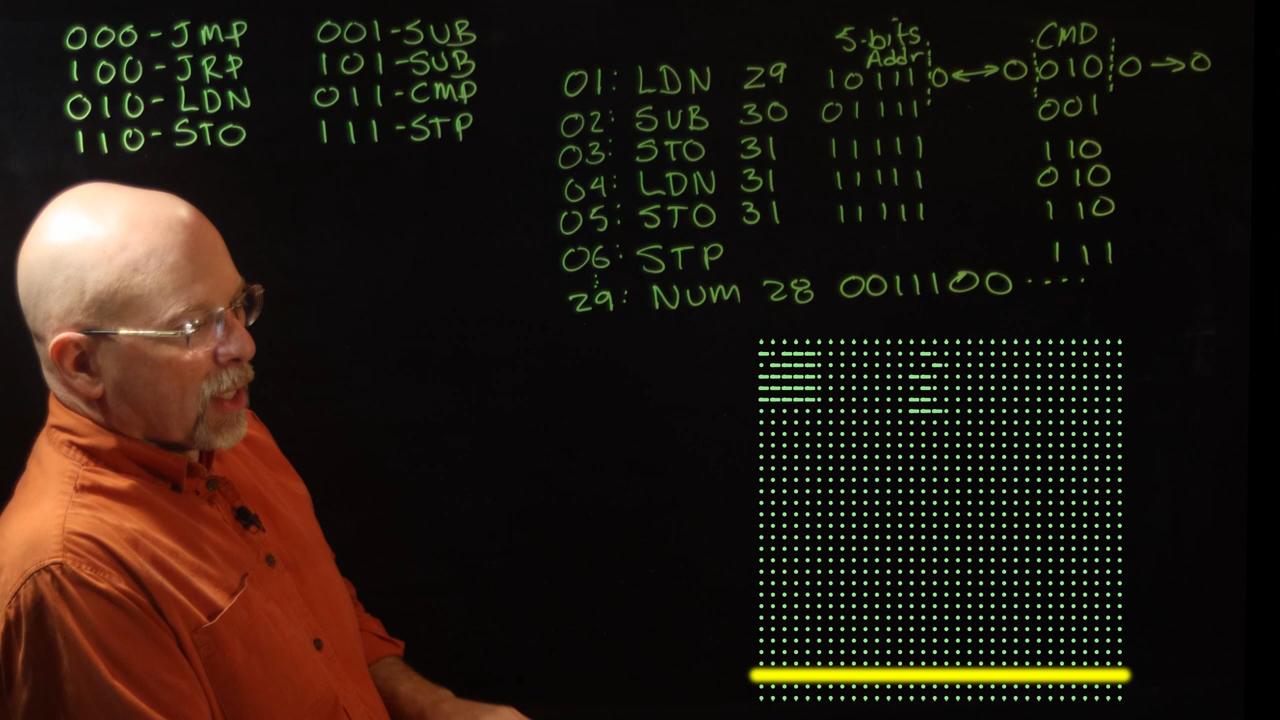 000-JMP 001-SUB
100-JRP 101-SUB
010-LDN 011-CMP
110-STO 111-STP
5-bits Addr CMD
01: LDN 29 10111 0↔0 010 0→0
02: SUB 30 01111 001
03: STO 31 11111 110
04: LDN 31 11111 010
05: STO 31 11111 110
06: STP 111
29: NUM 28 0011100....